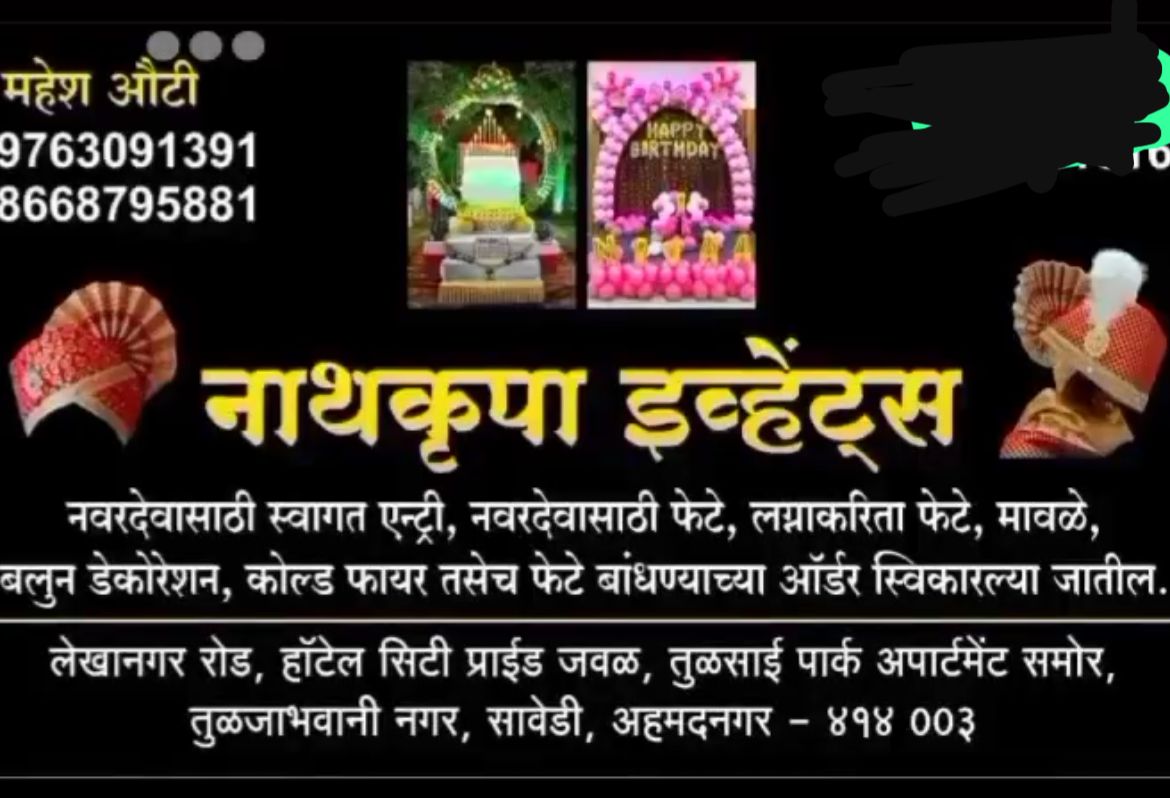 महेश औटी
9763091391
8668795881
HAPPY
BIRTHDAY
नाथकृपा इव्हेंट्स
नवरदेवासाठी स्वागत एन्ट्री, नवरदेवासाठी फेटे, लग्नाकरिता फेटे, मावळे,
बलुन डेकोरेशन, कोल्ड फायर तसेच फेटे बांधण्याच्या ऑर्डर स्विकारल्या जातील.
लेखानगर रोड, हॉटेल सिटी प्राईड जवळ, तुळसाई पार्क अपार्टमेंट समोर,
तुळजाभवानी नगर, सावेडी, अहमदनगर - ४१४ ००३